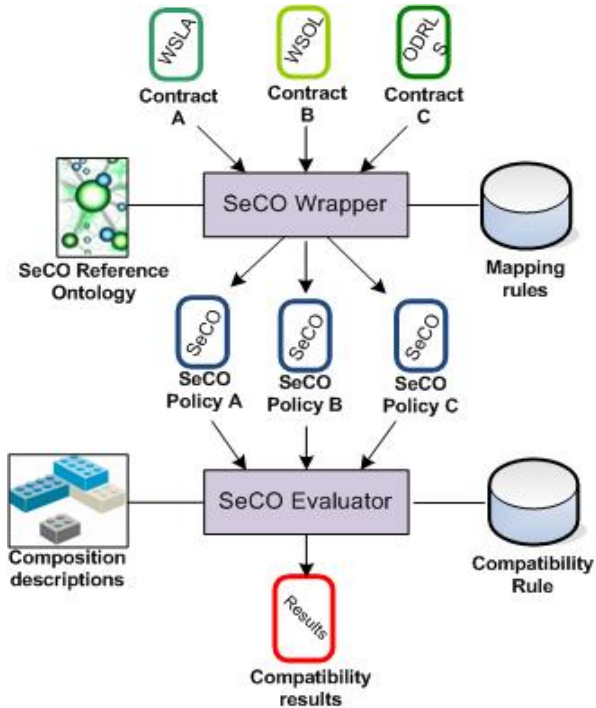 WSLA
WSOL
ODRL
S
Contract
A
Contract
B
Contract
C
SeCO Wrapper
SeCO Reference
Ontology
Mapping
rules
SeCO
SeCO
SeCO
SeCO
Policy A
SeCO
Policy B
SeCO
Policy C
SeCO Evaluator
Composition
descriptions
Compatibility
Rule
Results
Compatibility
results